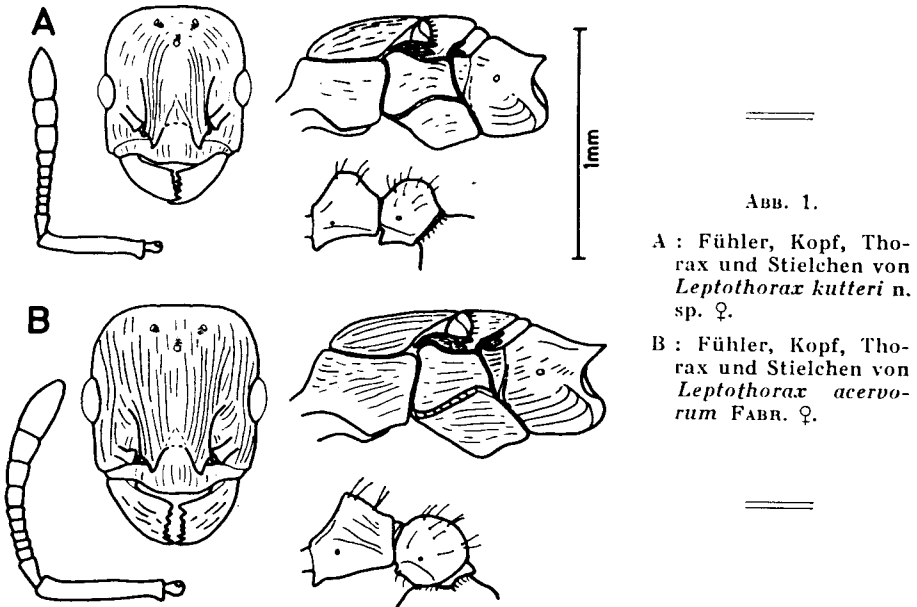 A
1mm
B
ABB. 1.
A : Fühler, Kopf, Tho-
rax und Stielchen von
Leptothorax kutteri n.
sp. ♀.
B : Fühler, Kopf, Tho-
rax und Stielchen von
Leptothorax acervo-
rum FABR. ♀.